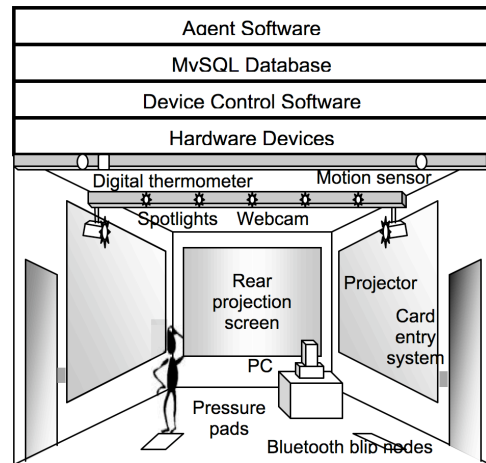 Agent Software
MySQL Database
Device Control Software
Hardware Devices
Digital thermometer
Motion sensor
Spotlights
Webcam
Rear
projection
screen
Projector
Card
entry
system
PC
Pressure
pads
Bluetooth blip nodes